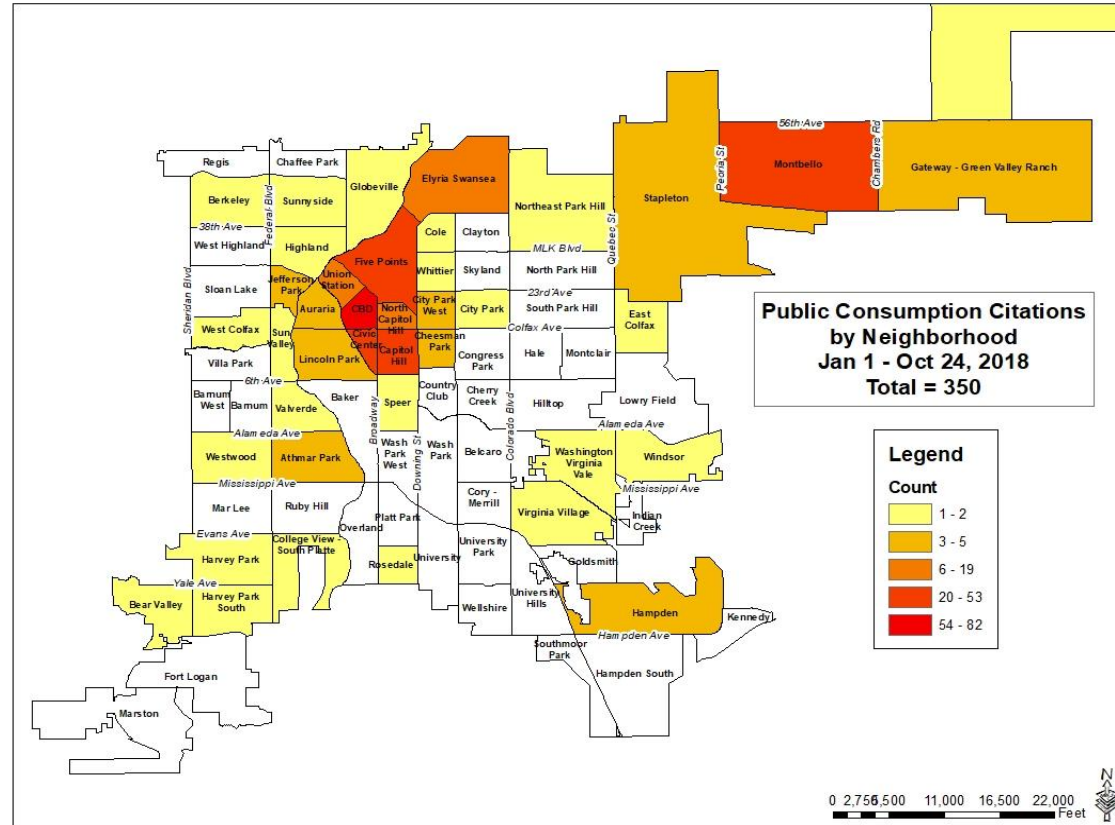 56th Ave
Peoria St
Chambers Rd
Montbello
Gateway - Green Valley Ranch
Regis
Chaffee Park
Globeville
Elyria Swansea
Stapleton
Berkeley
Federal Blvd
Sunnyside
Northeast Park Hill
Quebec St
38th Ave
West Highland
Highland
Cole
Clayton
MLK Blvd
Five Points
Sheridan Blvd
Sloan Lake
Jefferson
Park
Union
Station
Whittier
Skyland
North Park Hill
23rd Ave
Auraria
CBD
North
Capitol
Hill
City Park
West
City Park
South Park Hill
East
Colfax
Colfax Ave
West Colfax
Sun
Valley
Lincoln Park
Civic
Center
Capitol
Hill
Cheesman
Park
Congress
Park
Hale
Montclair
Villa Park
6th Ave
Barnum
West
Barnum
Valverde
Baker
Broadway
Speer
Country
Club
Cherry
Creek
Colorado Blvd
Hilltop
Lowry Field
Alameda Ave
Alameda Ave
Westwood
Athmar Park
Wash
Park
West
Downing St
Wash
Park
Belcaro
Washington
Virginia
Vale
Windsor
Mississippi Ave
Mississippi Ave
Mar Lee
Ruby Hill
Overland
Platt Park
Cory -
Merrill
Virginia Village
Indian
Creek
Evans Ave
College View -
South Platte
Harvey Park
Rosedale
University
University
Park
Goldsmith
Yale Ave
Bear Valley
Harvey Park
South
Wellshire
University
Hills
Hampden
Kennedy
Hampden Ave
Southmoor
Park
Hampden South
Fort Logan
Marston
Public Consumption Citations
by Neighborhood
Jan 1 - Oct 24, 2018
Total = 350
Legend
Count
1 - 2
3 - 5
6 - 19
20 - 53
54 - 82
N
0 2,755,500 11,000 16,500 22,000
Feet